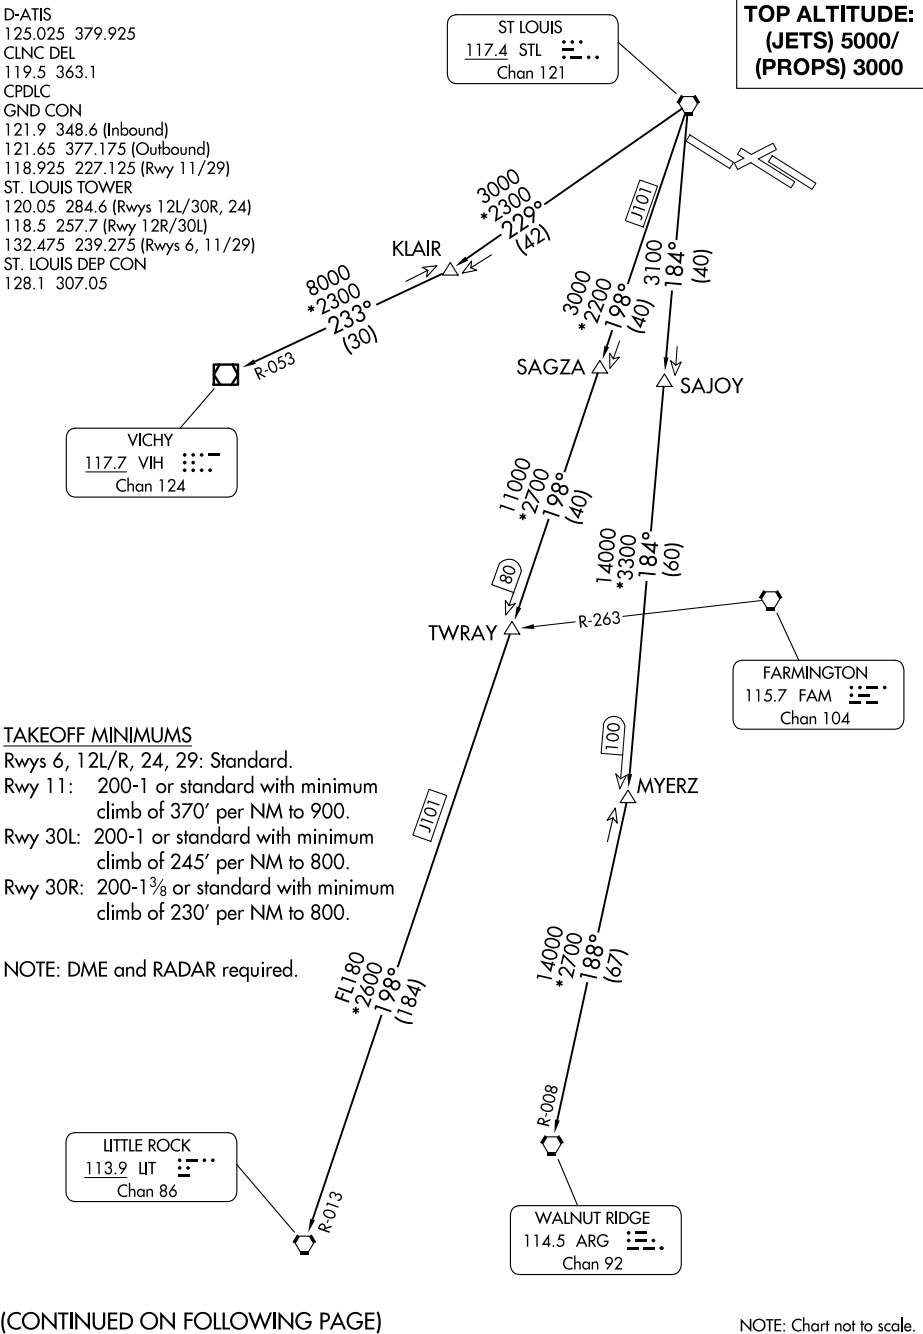 D-ATIS
125.025 379.925
CLNC DEL
119.5 363.1
CPDLC
GND CON
121.9 348.6 (Inbound)
121.65 377.175 (Outbound)
118.925 227.125 (Rwy 11/29)
ST. LOUIS TOWER
120.05 284.6 (Rwys 12L/30R, 24)
118.5 257.7 (Rwy 12R/30L)
132.475 239.275 (Rwys 6, 11/29)
ST. LOUIS DEP CON
128.1 307.05
ST LOUIS
117.4 STL
Chan 121
TOP ALTITUDE:
(JETS) 5000/
(PROPS) 3000
3000
*2300
229°
(42)
KLAIR
8000
*2300
233°
(30)
R-053
VICHY
117.7 VIH
Chan 124
J101
3000
*2200
198°
(40)
3100
184°
(40)
SAGZA
SAJOY
11000
*2700
198°
(40)
14000
*3300
184°
(60)
80
TWRAY
R-263
FARMINGTON
115.7 FAM
Chan 104
100
MYERZ
TAKEOFF MINIMUMS
Rwys 6, 12L/R, 24, 29: Standard.
Rwy 11: 200-1 or standard with minimum
climb of 370' per NM to 900.
Rwy 30L: 200-1 or standard with minimum
climb of 245' per NM to 800.
Rwy 30R: 200-1⅜ or standard with minimum
climb of 230' per NM to 800.
NOTE: DME and RADAR required.
J101
FL180
*2600
198°
(184)
14000
*2700
188°
(67)
R-008
R-013
LITTLE ROCK
113.9 LIT
Chan 86
WALNUT RIDGE
114.5 ARG
Chan 92
(CONTINUED ON FOLLOWING PAGE)
NOTE: Chart not to scale.